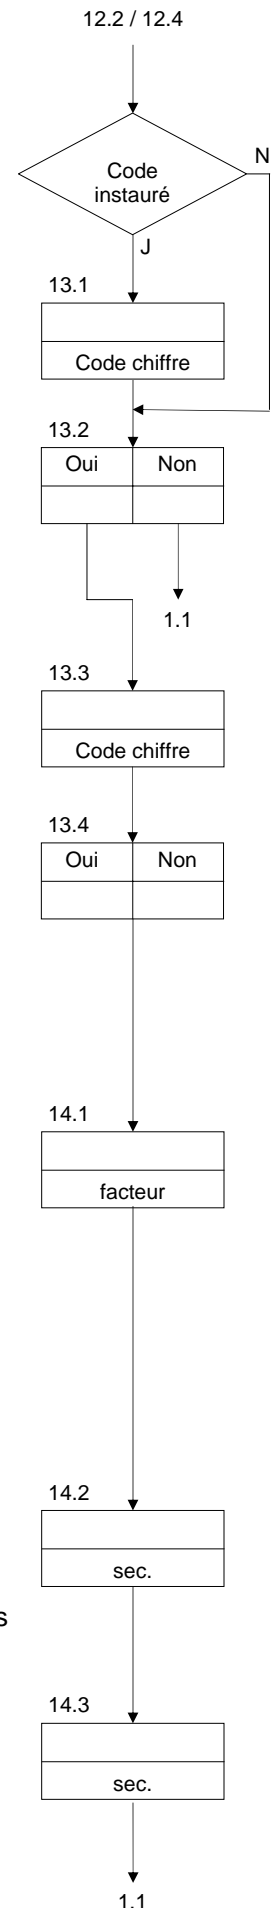 12.2 / 12.4
Code
instauré
N
J
13.1
Code chiffre
13.2
Oui Non
1.1
13.3
Code chiffre
13.4
Oui Non
14.1
facteur
14.2
sec.
s
14.3
sec.
1.1